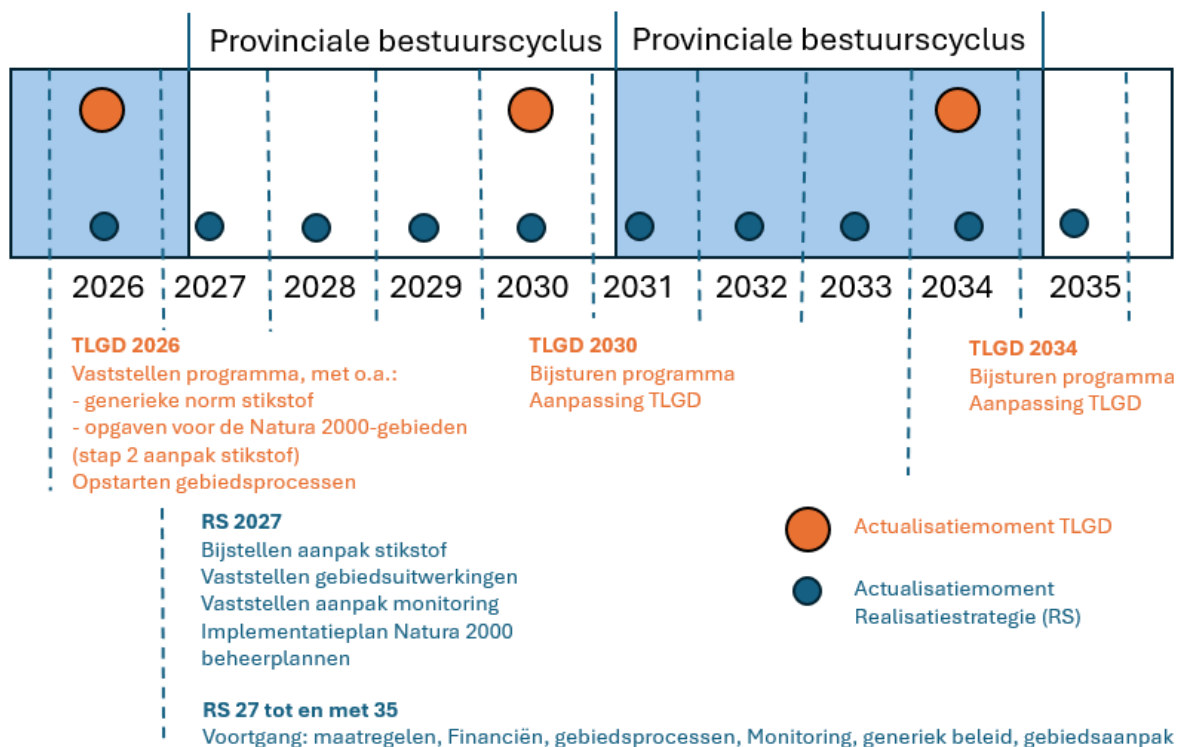 Provinciale bestuurscyclus
Provinciale bestuurscyclus
2026
2027
2028
2029
2030
2031
2032
2033
2034
2035
TLGD 2026
Vaststellen programma, met o.a.:
- generieke norm stikstof
- opgaven voor de Natura 2000-gebieden
(stap 2 aanpak stikstof)
Opstarten gebiedsprocessen
TLGD 2030
Bijsturen programma
Aanpassing TLGD
TLGD 2034
Bijsturen programma
Aanpassing TLGD
RS 2027
Bijstellen aanpak stikstof
Vaststellen gebiedsuitwerkingen
Vaststellen aanpak monitoring
Implementatieplan Natura 2000
beheerplannen
RS 27 tot en met 35
Voortgang: maatregelen, Financiën, gebiedsprocessen, Monitoring, generiek beleid, gebiedsaanpak
Actualisatiemoment TLGD
Actualisatiemoment
Realisatiestrategie (RS)